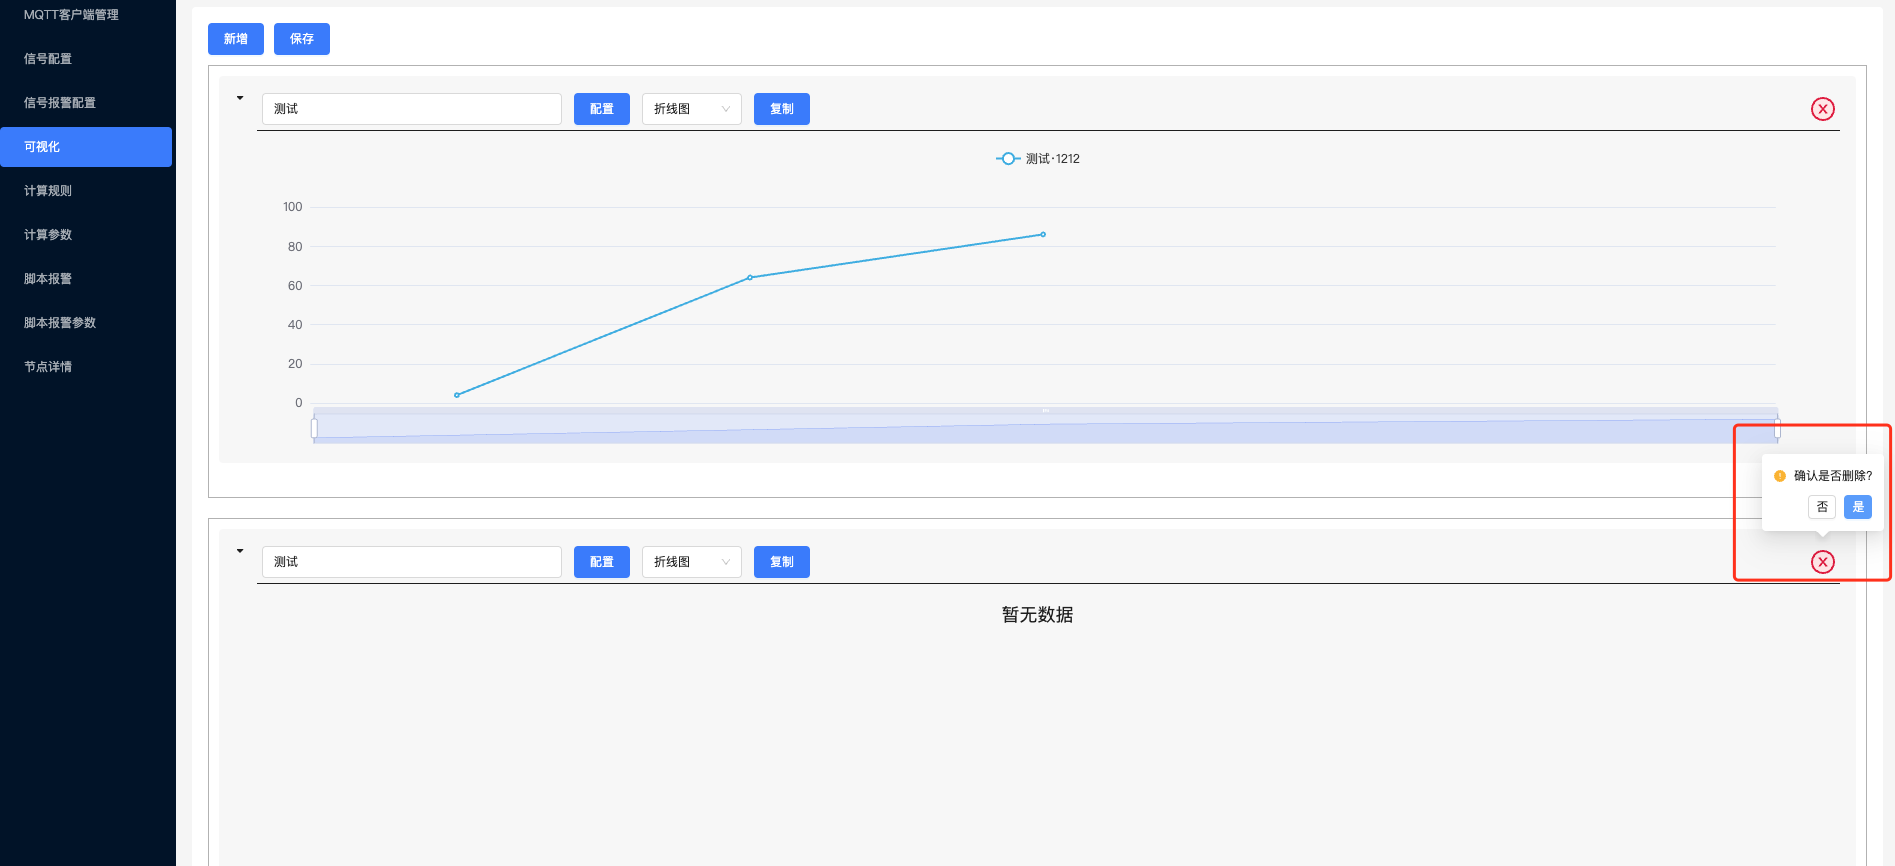 MQTT客户端管理
信号配置
信号报警配置
可视化
计算规则
计算参数
脚本报警
脚本报警参数
节点详情
新增 保存
测试 配置 折线图 复制
测试·1212
100
80
60
40
20
0
确认是否删除?
否 是
测试 配置 折线图 复制
暂无数据